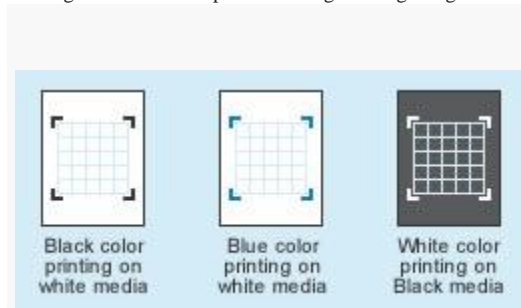 Black color
printing on
white media
Blue color
printing on
white media
White color
printing on
Black media